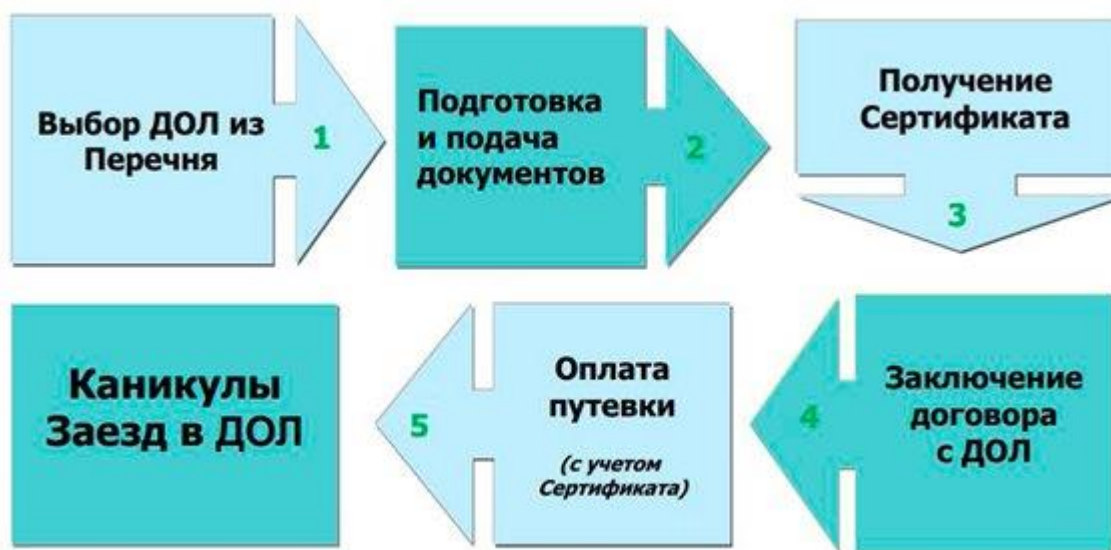 Выбор ДОЛ из
Перечня
1
Подготовка
и подача
документов
2
Получение
Сертификата
3
Заключение
договора
с ДОЛ
4
Оплата
путевки
(с учетом
Сертификата)
5
Каникулы
Заезд в ДОЛ